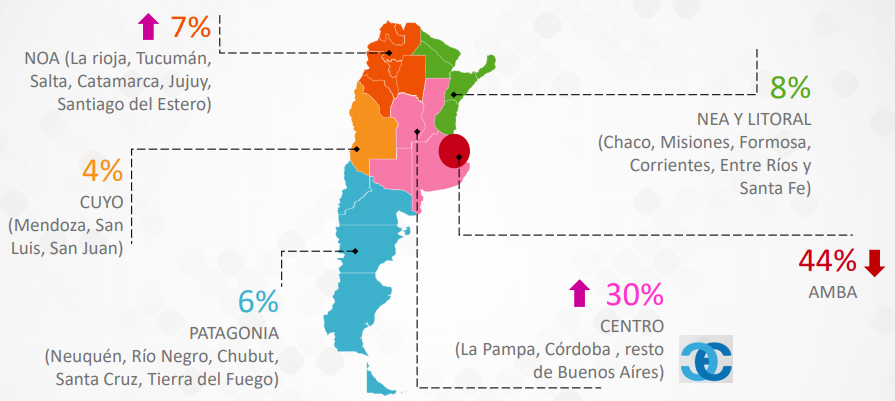 7%
NOA (La rioja, Tucumán,
Salta, Catamarca, Jujuy,
Santiago del Estero)
8%
NEA Y LITORAL
(Chaco, Misiones, Formosa,
Corrientes, Entre Ríos y
Santa Fe)
4%
CUYO
(Mendoza, San
Luis, San Juan)
44%
AMBA
6%
PATAGONIA
(Neuquén, Río Negro, Chubut,
Santa Cruz, Tierra del Fuego)
30%
CENTRO
(La Pampa, Córdoba , resto
de Buenos Aíres)